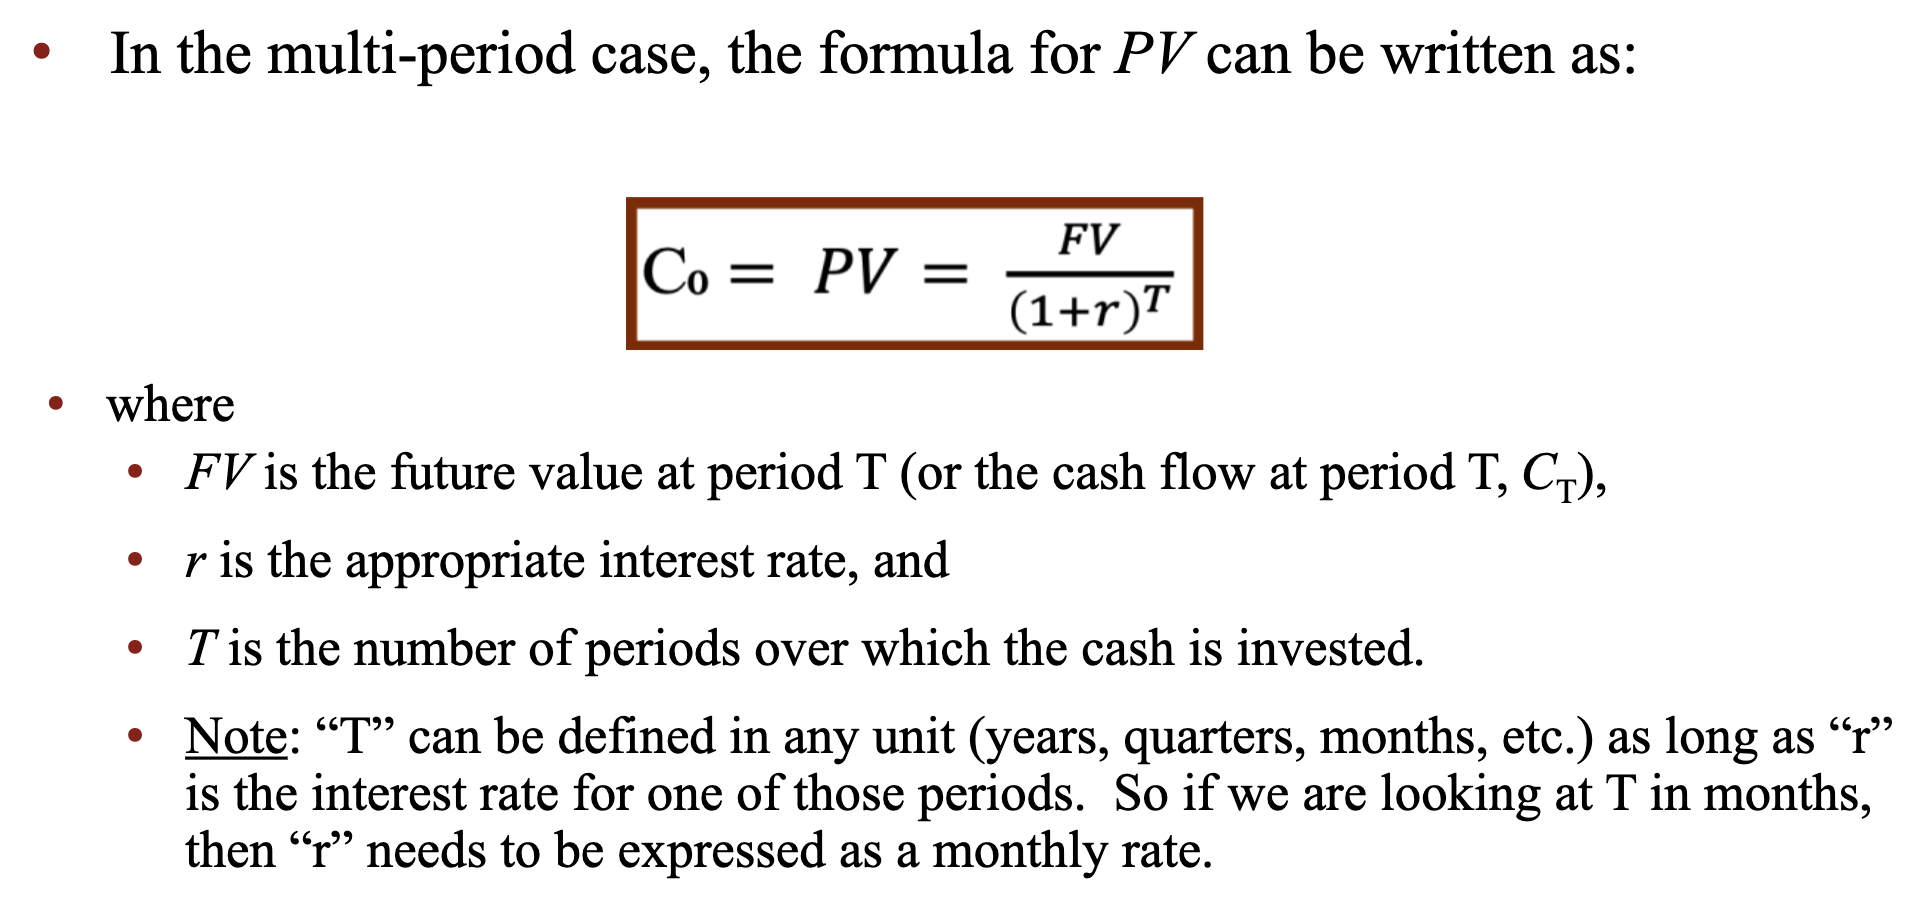 • In the multi-period case, the formula for PV can be written as:
C₀ = PV = FV / (1+r)^T
• where
• FV is the future value at period T (or the cash flow at period T, C_T),
• r is the appropriate interest rate, and
• T is the number of periods over which the cash is invested.
• Note: “T” can be defined in any unit (years, quarters, months, etc.) as long as “r”
is the interest rate for one of those periods.  So if we are looking at T in months,
then “r” needs to be expressed as a monthly rate.